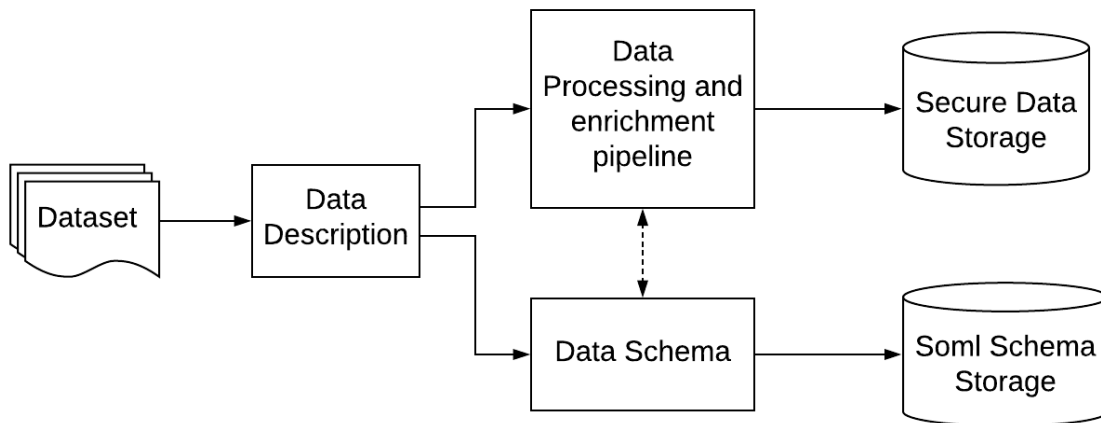 Dataset
Data
Description
Data
Processing and
enrichment
pipeline
Secure Data
Storage
Data Schema
Soml Schema
Storage